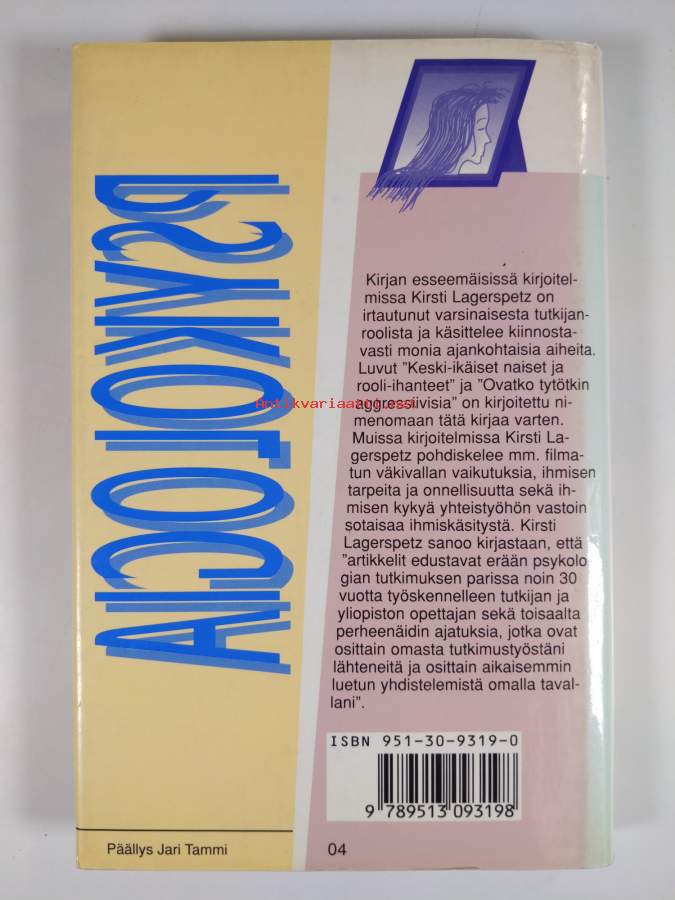 PSYKOLOGIA
Kirjan esseemäisissä kirjoitel-
missa Kirsti Lagerspetz on
irtautunut varsinaisesta tutkijan-
roolista ja käsittelee kiinnosta-
vasti monia ajankohtaisia aiheita.
Luvut "Keski-ikäiset naiset ja
rooli-ihanteet" ja "Ovatko tytötkin
aggressiivisia" on kirjoitettu ni-
menomaan tätä kirjaa varten.
Muissa kirjoitelmissa Kirsti La-
gerspetz pohdiskelee mm. filma-
tun väkivallan vaikutuksia, ihmisen
tarpeita ja onnellisuutta sekä ih-
misen kykyä yhteistyöhön vastoin
sotaisaa ihmiskäsitystä. Kirsti
Lagerspetz sanoo kirjastaan, että
"artikkelit edustavat erään psykolo-
gian tutkimuksen parissa noin 30
vuotta työskennelleen tutkijan ja
yliopiston opettajan sekä toisaalta
perheenäidin ajatuksia, jotka ovat
osittain omasta tutkimustyöstäni
lähteneitä ja osittain aikaisemmin
luetun yhdistelemistä omalla taval-
lani".
ISBN 951-30-9319-0
9 789513 093198
Päällys Jari Tammi
04